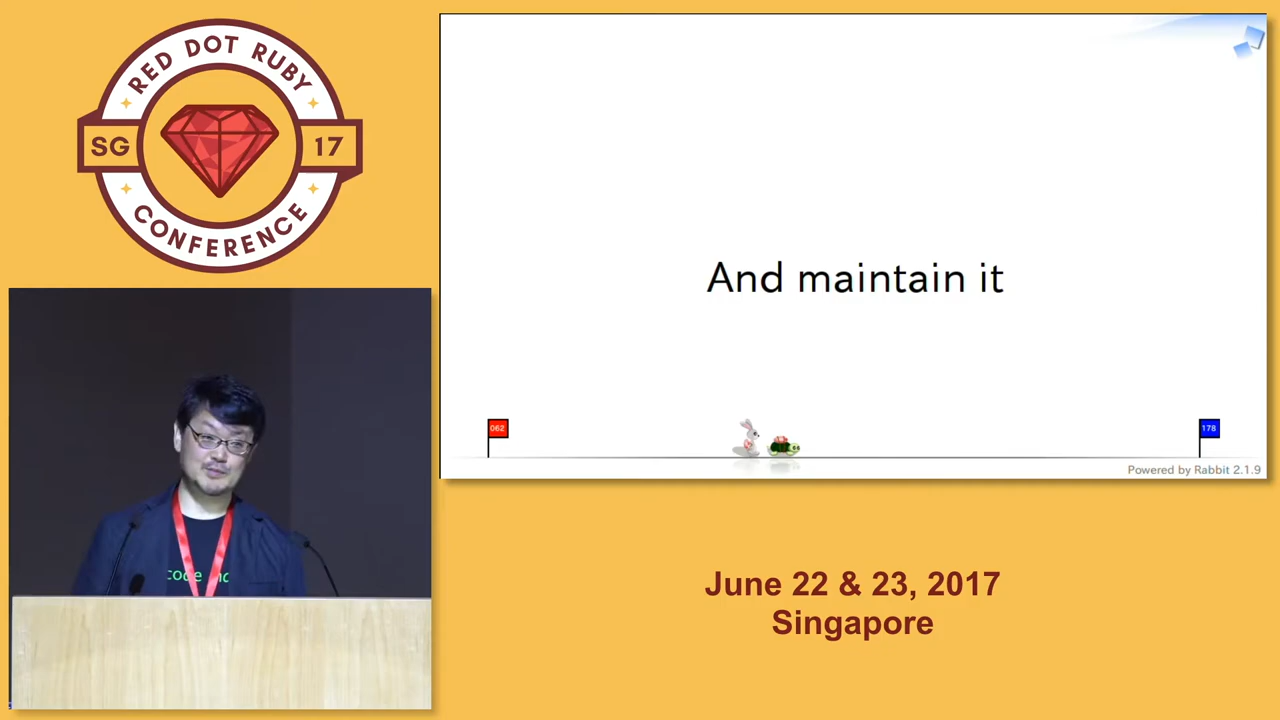 RED DOT RUBY
SG 17
CONFERENCE
And maintain it
062
178
Powered by Rabbit 2.1.9
June 22 & 23, 2017
Singapore
code